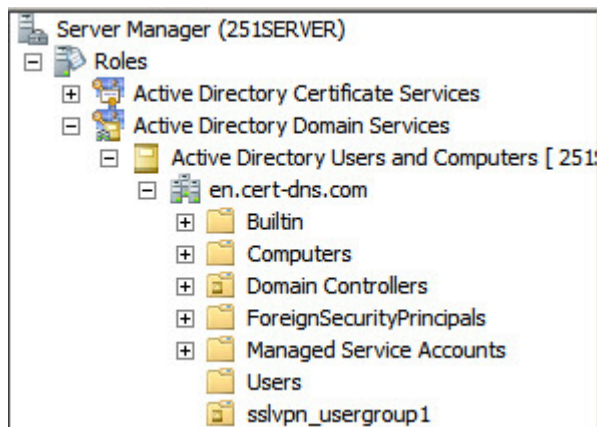 Server Manager (251SERVER)
Roles
Active Directory Certificate Services
Active Directory Domain Services
Active Directory Users and Computers [ 251
en.cert-dns.com
Builtin
Computers
Domain Controllers
ForeignSecurityPrincipals
Managed Service Accounts
Users
sslvpn_usergroup1